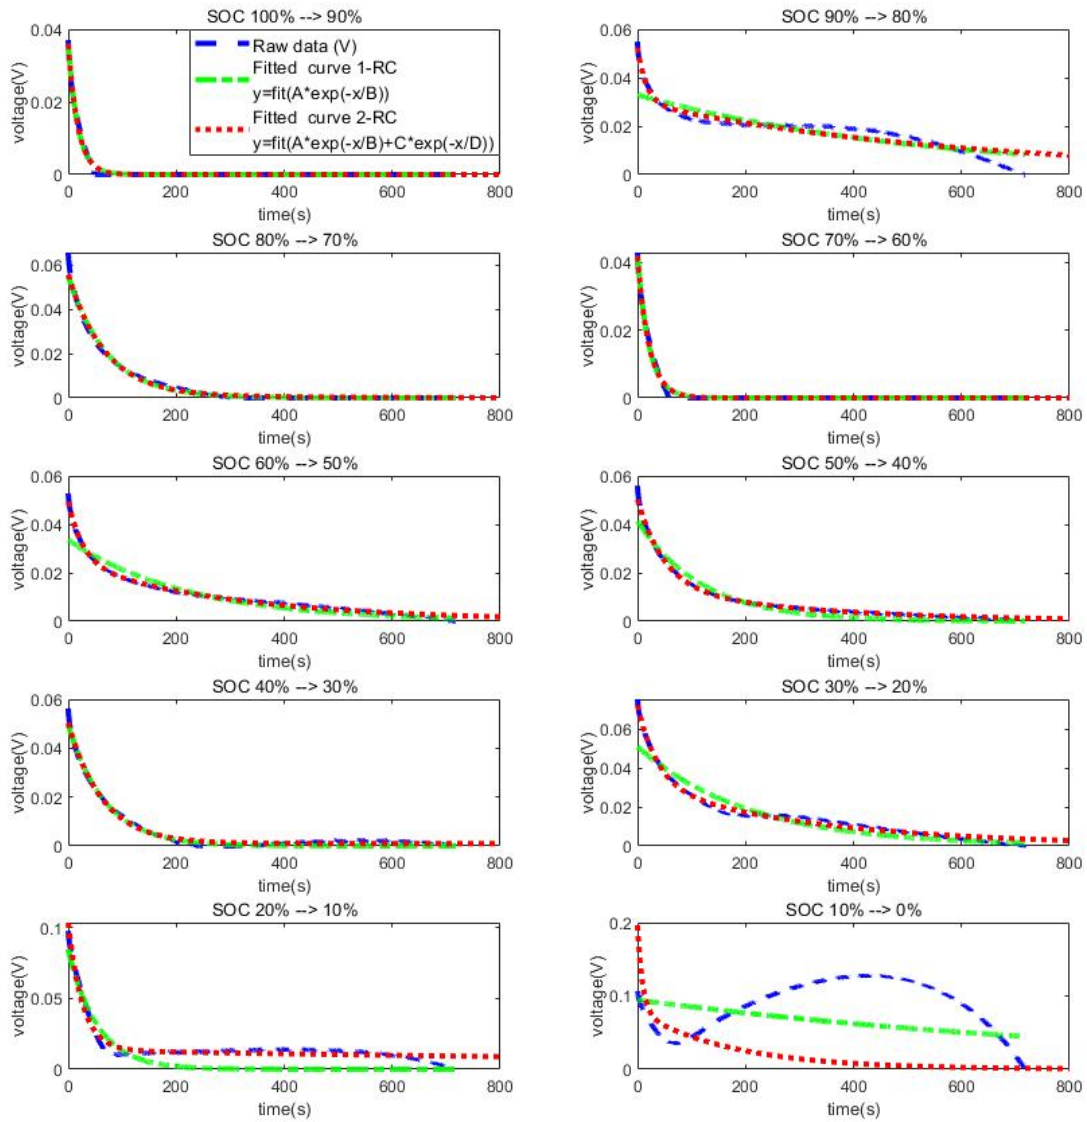 SOC 100% --> 90%
voltage(V)
0.04
0.02
0
0 200 400 600 800
time(s)
Raw data (V)
Fitted curve 1-RC
y=fit(A*exp(-x/B))
Fitted curve 2-RC
y=fit(A*exp(-x/B)+C*exp(-x/D))
SOC 90% --> 80%
voltage(V)
0.06
0.04
0.02
0
0 200 400 600 800
time(s)
SOC 80% --> 70%
voltage(V)
0.06
0.04
0.02
0
0 200 400 600 800
time(s)
SOC 70% --> 60%
voltage(V)
0.04
0.02
0
0 200 400 600 800
time(s)
SOC 60% --> 50%
voltage(V)
0.06
0.04
0.02
0
0 200 400 600 800
time(s)
SOC 50% --> 40%
voltage(V)
0.06
0.04
0.02
0
0 200 400 600 800
time(s)
SOC 40% --> 30%
voltage(V)
0.06
0.04
0.02
0
0 200 400 600 800
time(s)
SOC 30% --> 20%
voltage(V)
0.06
0.04
0.02
0
0 200 400 600 800
time(s)
SOC 20% --> 10%
voltage(V)
0.1
0.05
0
0 200 400 600 800
time(s)
SOC 10% --> 0%
voltage(V)
0.2
0.1
0
0 200 400 600 800
time(s)